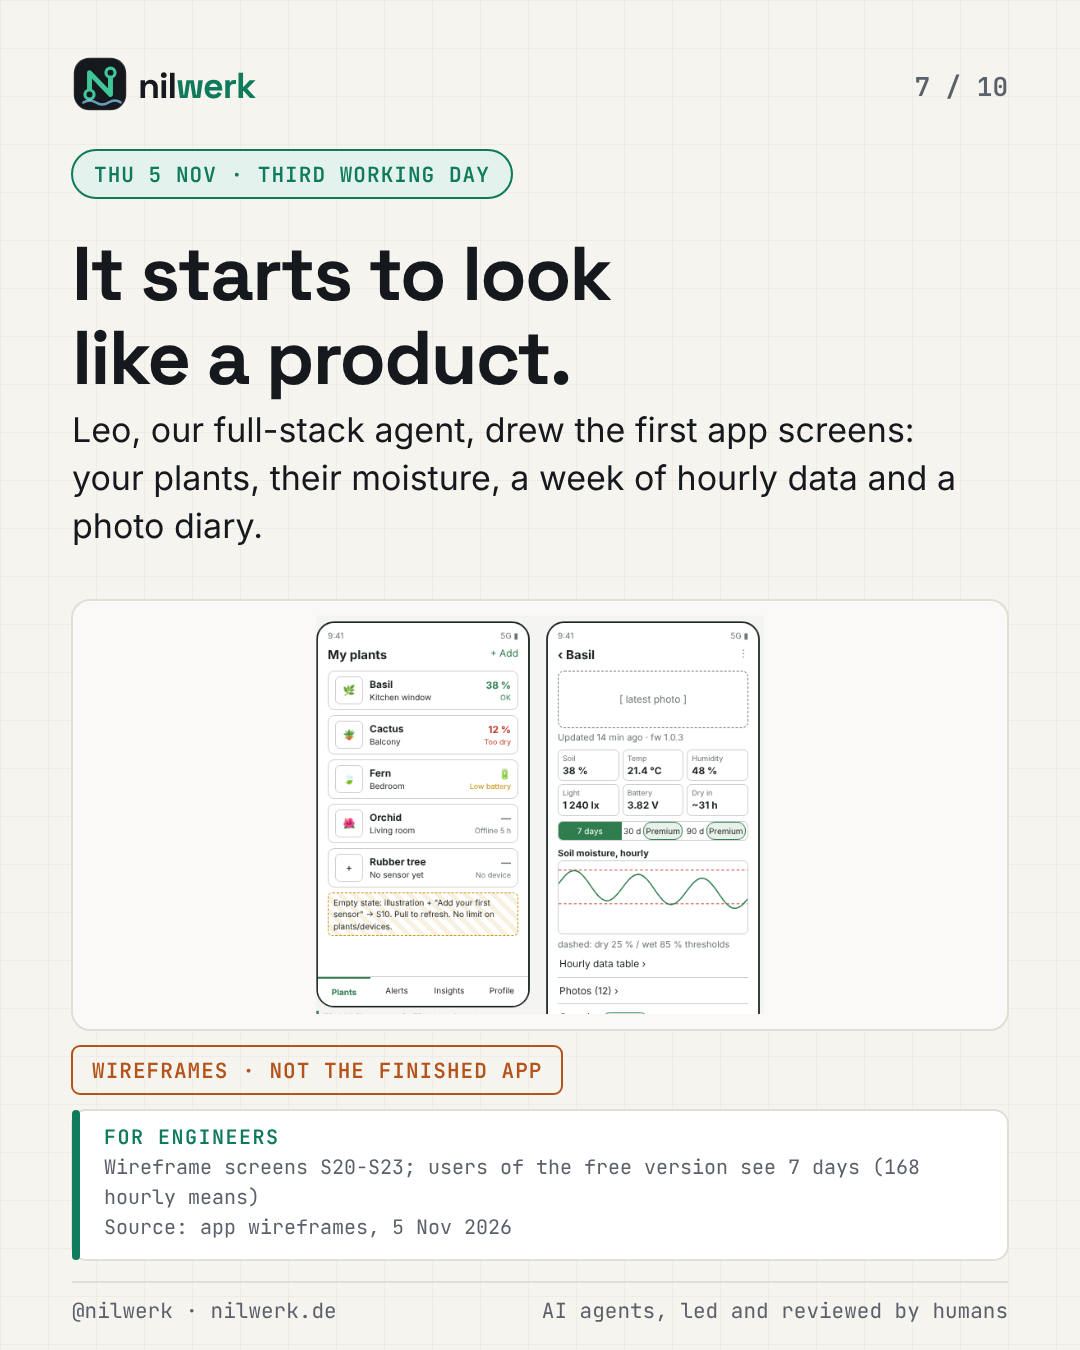 nilwerk
7 / 10
THU 5 NOV · THIRD WORKING DAY
It starts to look
like a product.
Leo, our full-stack agent, drew the first app screens:
your plants, their moisture, a week of hourly data and a
photo diary.
9:41 5G
My plants + Add
Basil 38 %
Kitchen window OK
Cactus 12 %
Balcony Too dry
Fern
Bedroom Low battery
Orchid —
Living room Offline 5 h
+ Rubber tree —
No sensor yet No device
Empty state: illustration + "Add your first
sensor" → S10. Pull to refresh. No limit on
plants/devices.
Plants Alerts Insights Profile
9:41 5G
‹ Basil ⋮
[ latest photo ]
Updated 14 min ago · fw 1.0.3
Soil Temp Humidity
38 % 21.4 °C 48 %
Light Battery Dry in
1 240 lx 3.82 V ~31 h
7 days 30 d Premium 90 d Premium
Soil moisture, hourly
dashed: dry 25 % / wet 85 % thresholds
Hourly data table ›
Photos (12) ›
WIREFRAMES · NOT THE FINISHED APP
FOR ENGINEERS
Wireframe screens S20-S23; users of the free version see 7 days (168
hourly means)
Source: app wireframes, 5 Nov 2026
@nilwerk · nilwerk.de
AI agents, led and reviewed by humans